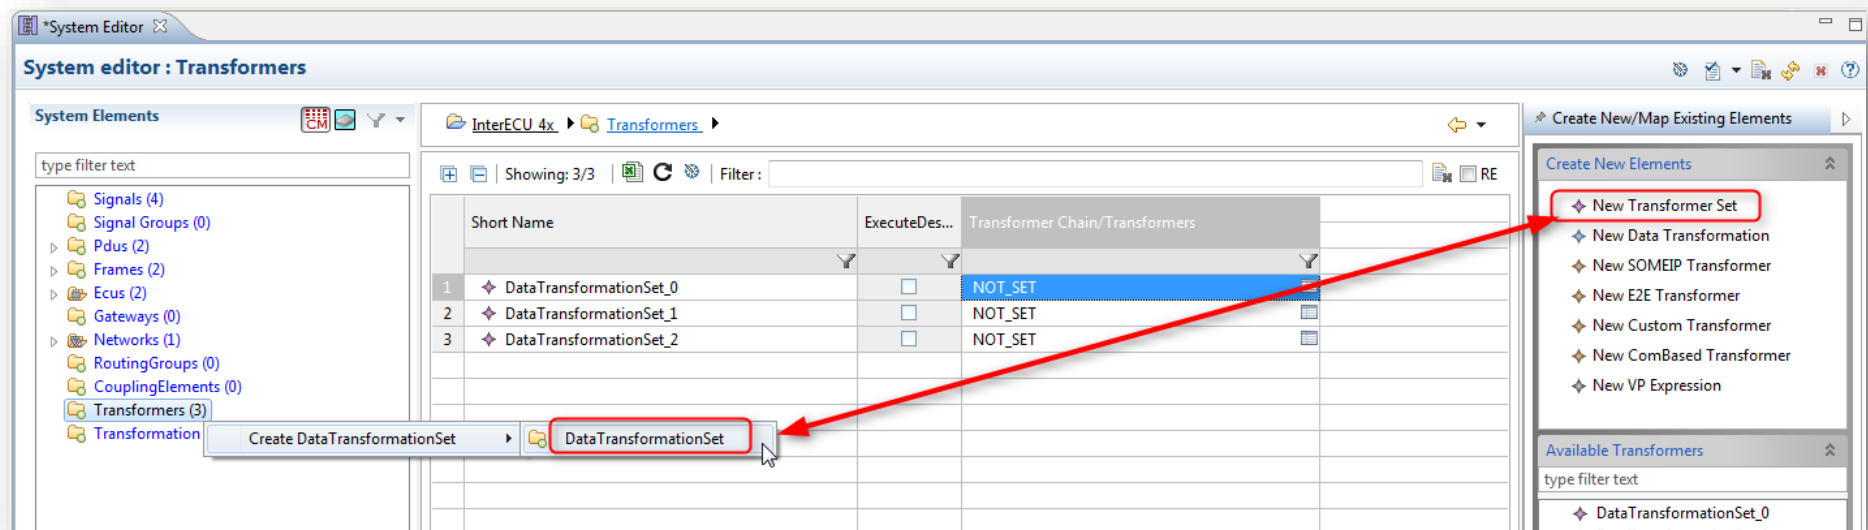 *System Editor
System editor : Transformers
System Elements
CM
type filter text
Signals (4)
Signal Groups (0)
Pdus (2)
Frames (2)
Ecus (2)
Gateways (0)
Networks (1)
RoutingGroups (0)
CouplingElements (0)
Transformers (3)
Transformation
Create DataTransformationSet
DataTransformationSet
InterECU_4x
Transformers
Showing: 3/3
Filter :
RE
Short Name
ExecuteDes...
Transformer Chain/Transformers
1 DataTransformationSet_0 NOT_SET
2 DataTransformationSet_1 NOT_SET
3 DataTransformationSet_2 NOT_SET
Create New/Map Existing Elements
Create New Elements
New Transformer Set
New Data Transformation
New SOMEIP Transformer
New E2E Transformer
New Custom Transformer
New ComBased Transformer
New VP Expression
Available Transformers
type filter text
DataTransformationSet_0